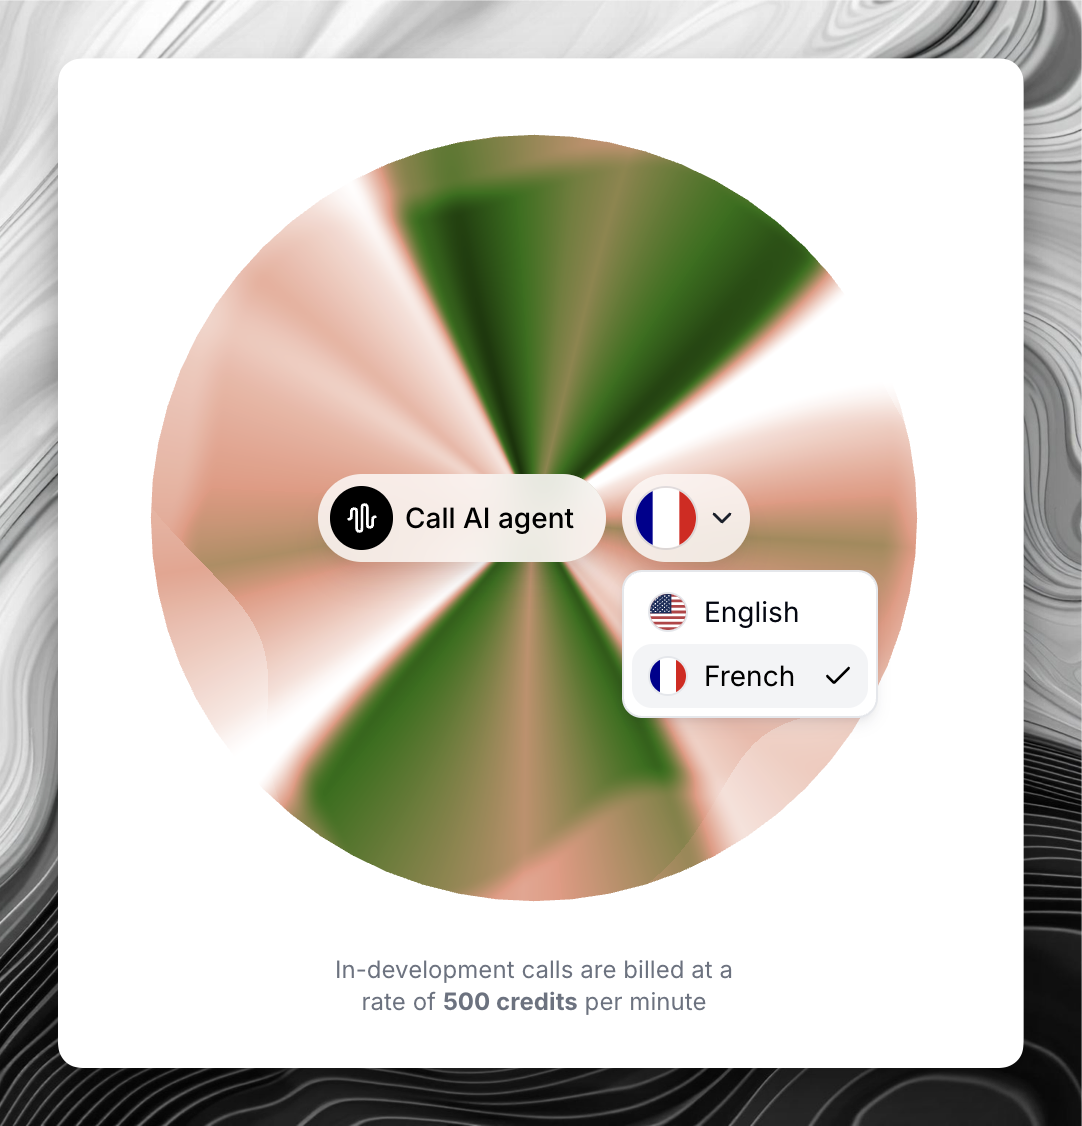 Call AI agent
English
French
In-development calls are billed at a
rate of 500 credits per minute